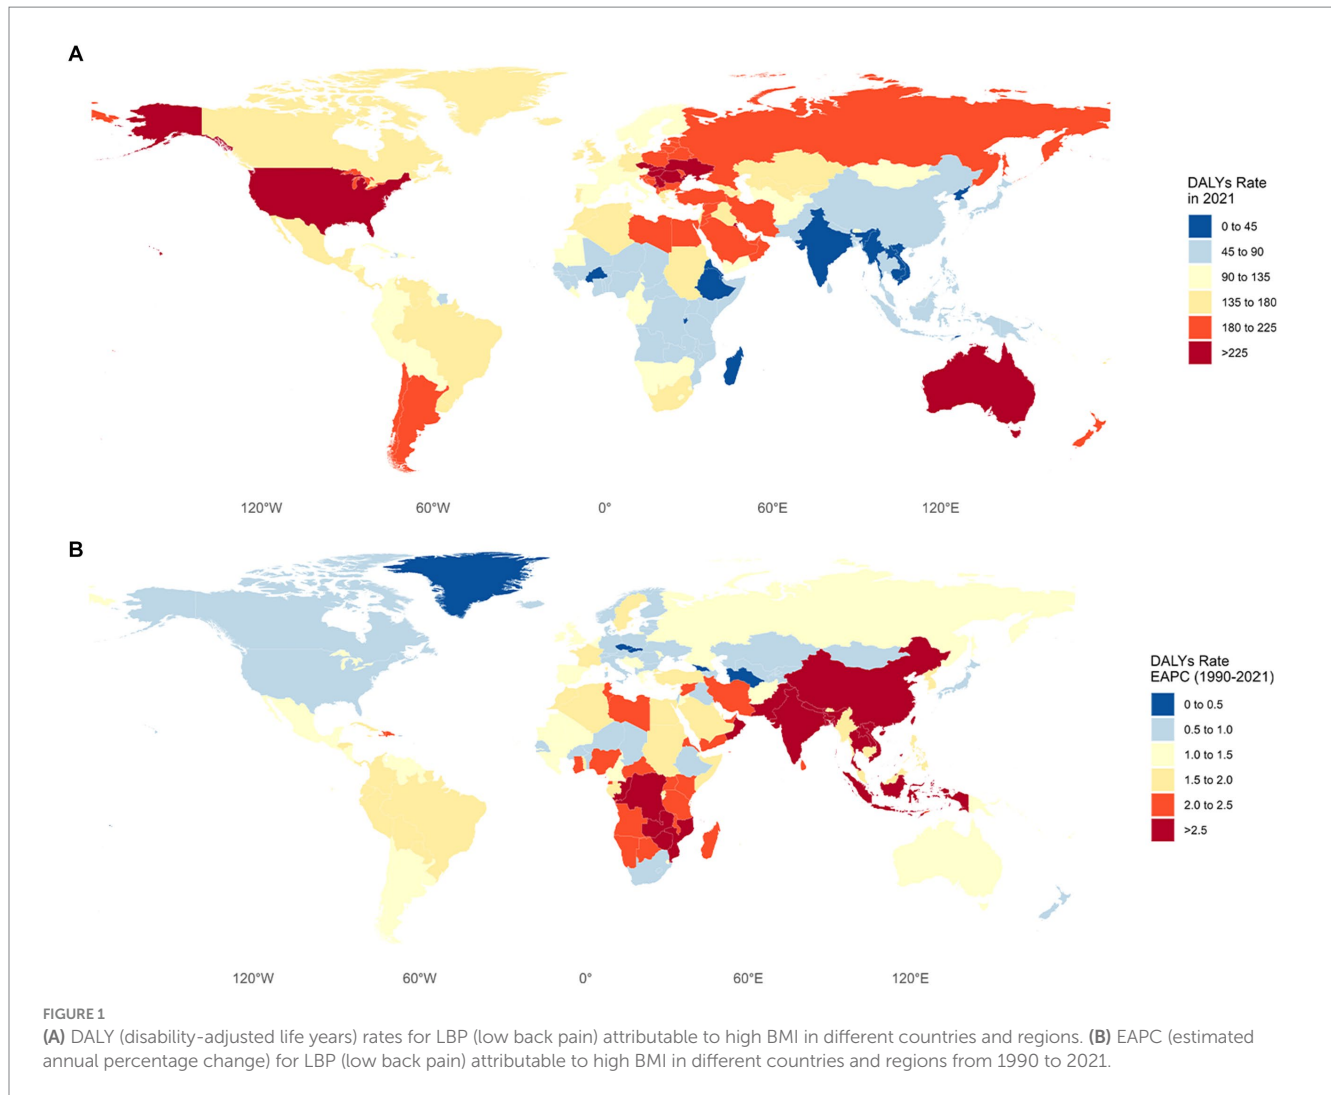 A
DALYs Rate
in 2021
0 to 45
45 to 90
90 to 135
135 to 180
180 to 225
>225
120°W 60°W 0° 60°E 120°E
B
DALYs Rate
EAPC (1990-2021)
0 to 0.5
0.5 to 1.0
1.0 to 1.5
1.5 to 2.0
2.0 to 2.5
>2.5
120°W 60°W 0° 60°E 120°E
FIGURE 1
(A) DALY (disability-adjusted life years) rates for LBP (low back pain) attributable to high BMI in different countries and regions. (B) EAPC (estimated
annual percentage change) for LBP (low back pain) attributable to high BMI in different countries and regions from 1990 to 2021.